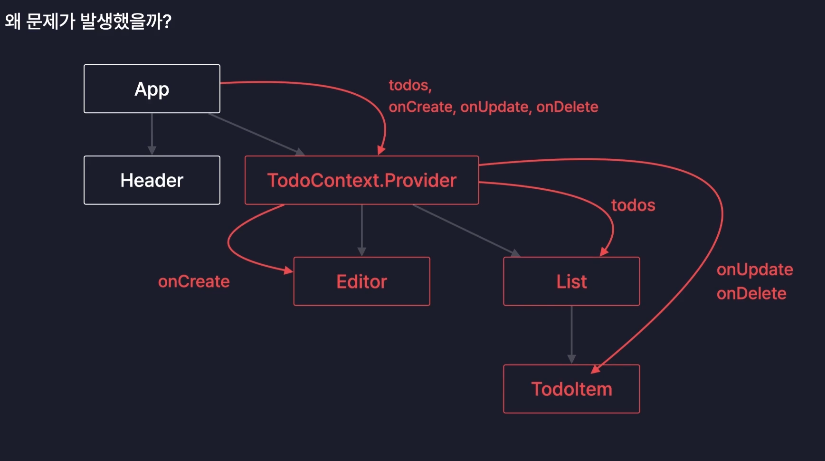 왜 문제가 발생했을까?
App
todos,
onCreate, onUpdate, onDelete
Header
TodoContext.Provider
todos
onCreate
Editor
List
onUpdate
onDelete
TodoItem